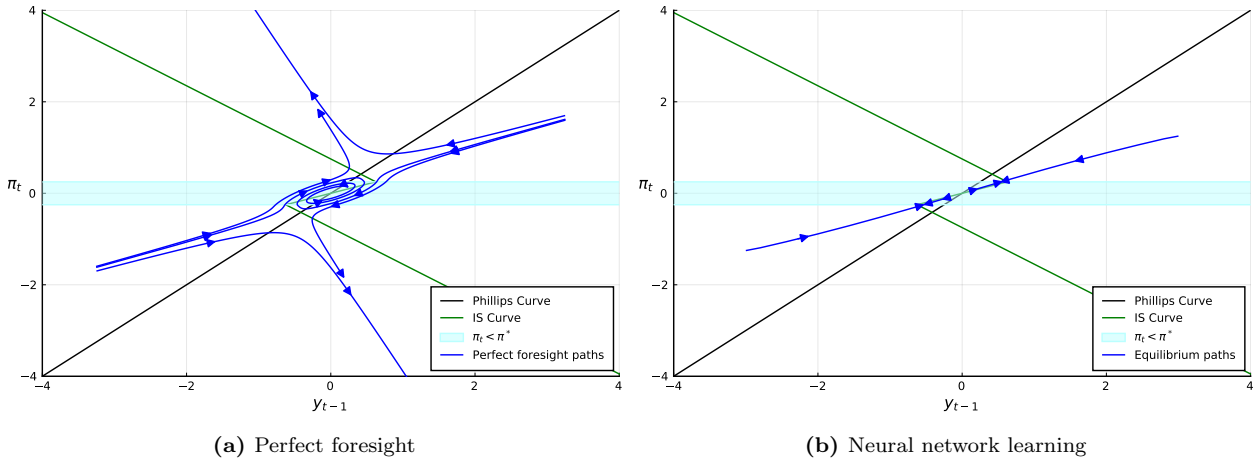 4
2
0
−2
−4
π_t
−4
−2
0
2
4
y_{t−1}
Phillips Curve
IS Curve
π_t < π*
Perfect foresight paths
(a) Perfect foresight
4
2
0
−2
−4
π_t
−4
−2
0
2
4
y_{t−1}
Phillips Curve
IS Curve
π_t < π*
Equilibrium paths
(b) Neural network learning